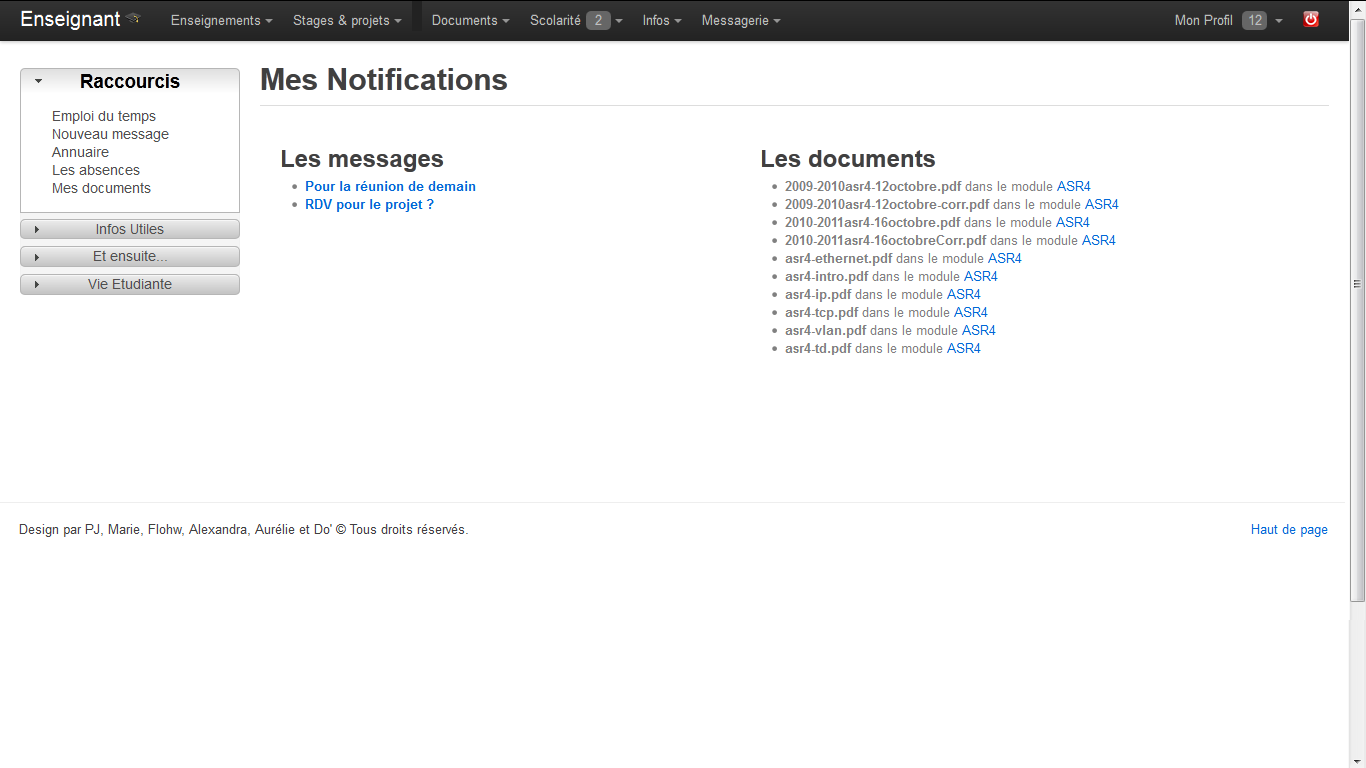 Enseignant Enseignements Stages & projets Documents Scolarité 2 Infos Messagerie Mon Profil 12
Raccourcis
Emploi du temps
Nouveau message
Annuaire
Les absences
Mes documents
Infos Utiles
Et ensuite...
Vie Etudiante
Mes Notifications
Les messages
Pour la réunion de demain
RDV pour le projet ?
Les documents
2009-2010asr4-12octobre.pdf dans le module ASR4
2009-2010asr4-12octobre-corr.pdf dans le module ASR4
2010-2011asr4-16octobre.pdf dans le module ASR4
2010-2011asr4-16octobreCorr.pdf dans le module ASR4
asr4-ethernet.pdf dans le module ASR4
asr4-intro.pdf dans le module ASR4
asr4-ip.pdf dans le module ASR4
asr4-tcp.pdf dans le module ASR4
asr4-vlan.pdf dans le module ASR4
asr4-td.pdf dans le module ASR4
Design par PJ, Marie, Flohw, Alexandra, Aurélie et Do' © Tous droits réservés. Haut de page